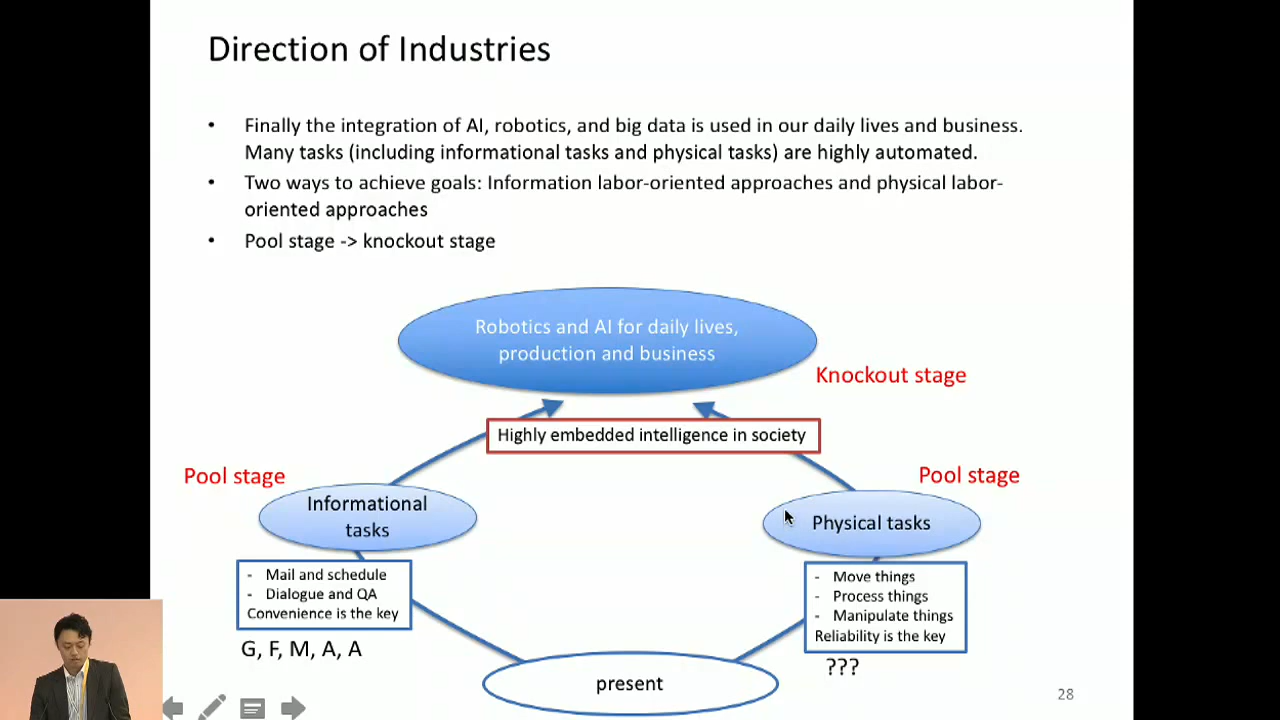 Direction of Industries
• Finally the integration of AI, robotics, and big data is used in our daily lives and business.
Many tasks (including informational tasks and physical tasks) are highly automated.
• Two ways to achieve goals: Information labor-oriented approaches and physical labor-
oriented approaches
• Pool stage -> knockout stage
Robotics and AI for daily lives,
production and business
Knockout stage
Highly embedded intelligence in society
Pool stage
Pool stage
Informational
tasks
Physical tasks
- Mail and schedule
- Dialogue and QA
Convenience is the key
- Move things
- Process things
- Manipulate things
Reliability is the key
G, F, M, A, A
???
present
28